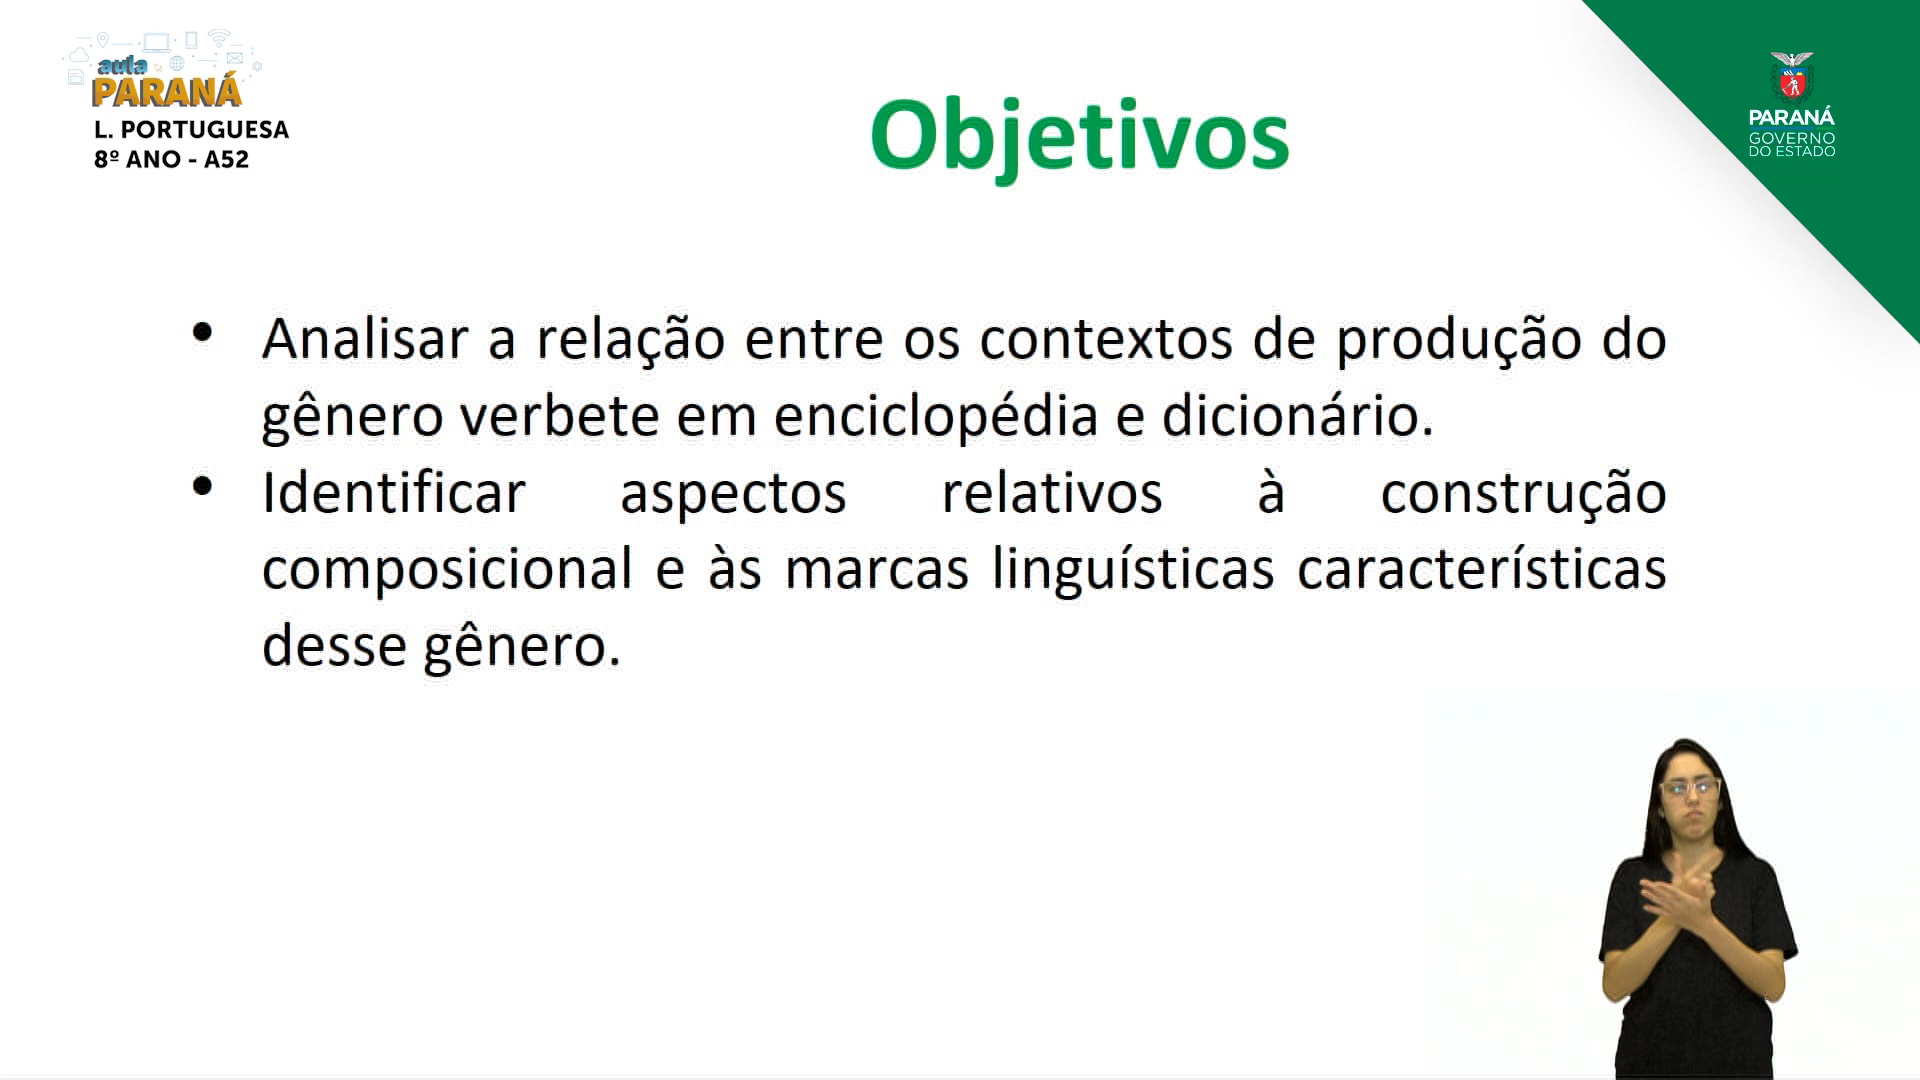 aula
PARANÁ
L. PORTUGUESA
8º ANO - A52
Objetivos
PARANÁ
GOVERNO
DO ESTADO
• Analisar a relação entre os contextos de produção do
gênero verbete em enciclopédia e dicionário.
• Identificar aspectos relativos à construção
composicional e às marcas linguísticas características
desse gênero.